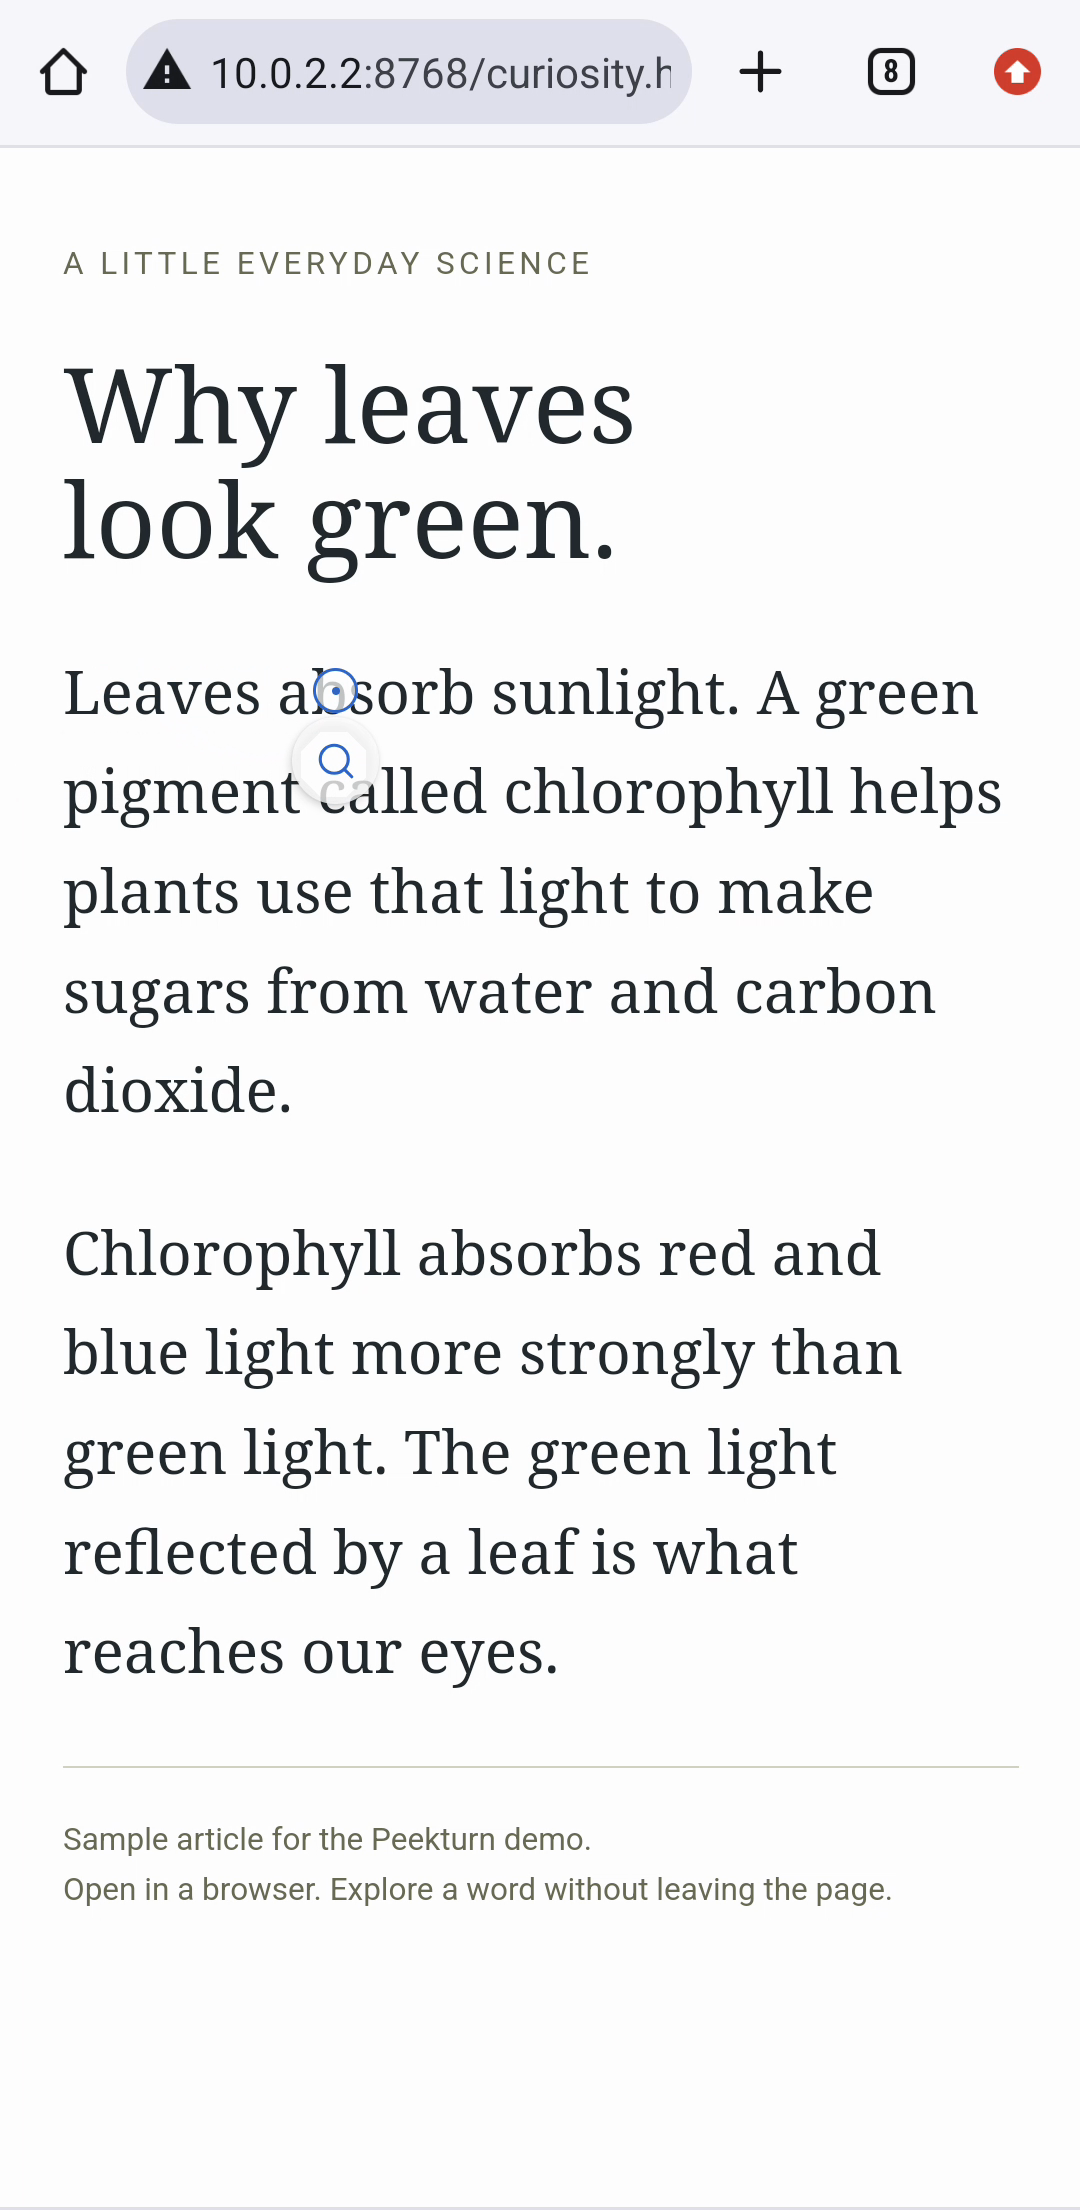 10.0.2.2:8768/curiosity.h
8
A LITTLE EVERYDAY SCIENCE
Why leaves
look green.
Leaves absorb sunlight. A green
pigment called chlorophyll helps
plants use that light to make
sugars from water and carbon
dioxide.
Chlorophyll absorbs red and
blue light more strongly than
green light. The green light
reflected by a leaf is what
reaches our eyes.
Sample article for the Peekturn demo.
Open in a browser. Explore a word without leaving the page.